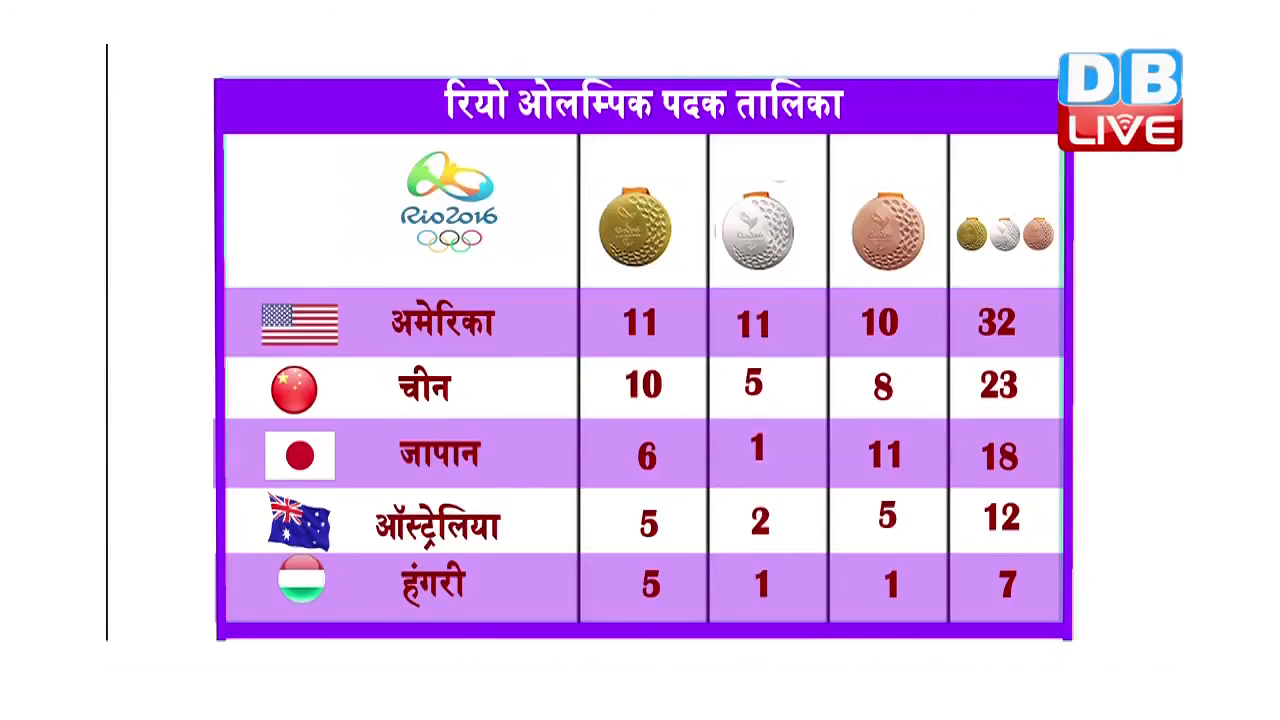 रियो ओलम्पिक पदक तालिका
DB
LIVE
Rio2016
अमेरिका 11 11 10 32
चीन 10 5 8 23
जापान 6 1 11 18
ऑस्ट्रेलिया 5 2 5 12
हंगरी 5 1 1 7